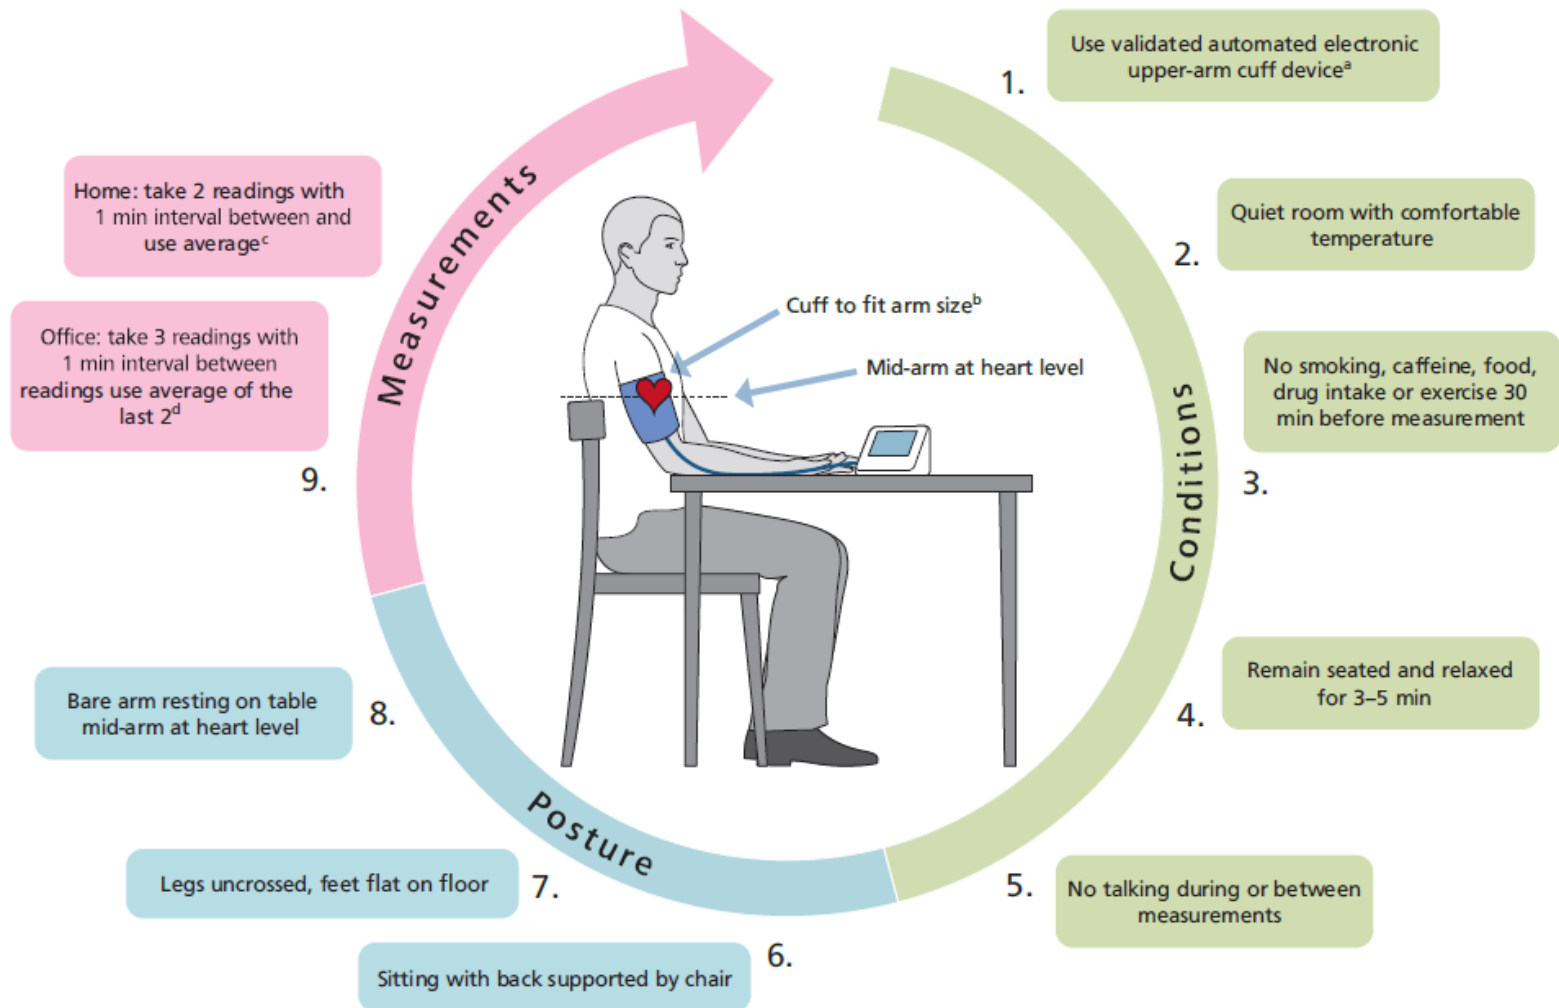 1.
Use validated automated electronic
upper-arm cuff deviceᵃ
2.
Quiet room with comfortable
temperature
3.
No smoking, caffeine, food,
drug intake or exercise 30
min before measurement
Conditions
4.
Remain seated and relaxed
for 3–5 min
5.
No talking during or between
measurements
6.
Sitting with back supported by chair
Posture
7.
Legs uncrossed, feet flat on floor
8.
Bare arm resting on table
mid-arm at heart level
9.
Measurements
Home: take 2 readings with
1 min interval between and
use averageᶜ
Office: take 3 readings with
1 min interval between
readings use average of the
last 2ᵈ
Cuff to fit arm sizeᵇ
Mid-arm at heart level